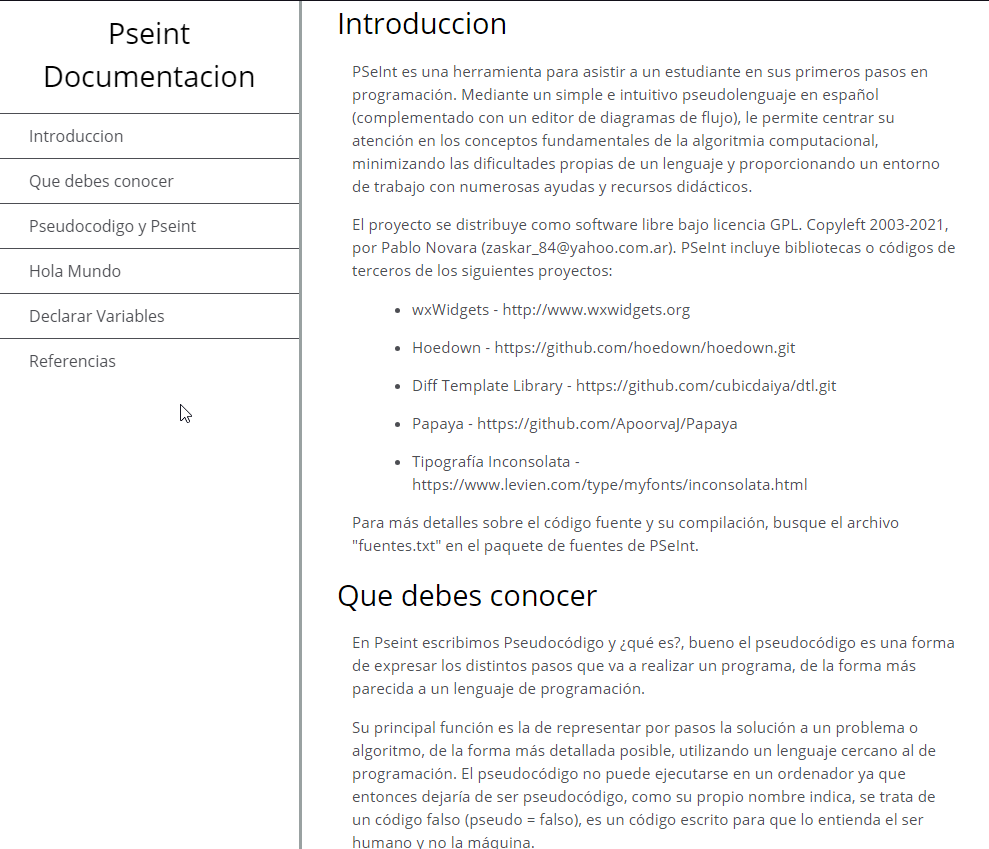 Pseint
Documentacion
Introduccion
Que debes conocer
Pseudocodigo y Pseint
Hola Mundo
Declarar Variables
Referencias
Introduccion
PSeInt es una herramienta para asistir a un estudiante en sus primeros pasos en
programación. Mediante un simple e intuitivo pseudolenguaje en español
(complementado con un editor de diagramas de flujo), le permite centrar su
atención en los conceptos fundamentales de la algoritmia computacional,
minimizando las dificultades propias de un lenguaje y proporcionando un entorno
de trabajo con numerosas ayudas y recursos didácticos.
El proyecto se distribuye como software libre bajo licencia GPL. Copyleft 2003-2021,
por Pablo Novara (zaskar_84@yahoo.com.ar). PSeInt incluye bibliotecas o códigos de
terceros de los siguientes proyectos:
• wxWidgets - http://www.wxwidgets.org
• Hoedown - https://github.com/hoedown/hoedown.git
• Diff Template Library - https://github.com/cubicdaiya/dtl.git
• Papaya - https://github.com/ApoorvaJ/Papaya
• Tipografía Inconsolata -
https://www.levien.com/type/myfonts/inconsolata.html
Para más detalles sobre el código fuente y su compilación, busque el archivo
"fuentes.txt" en el paquete de fuentes de PSeInt.
Que debes conocer
En Pseint escribimos Pseudocódigo y ¿qué es?, bueno el pseudocódigo es una forma
de expresar los distintos pasos que va a realizar un programa, de la forma más
parecida a un lenguaje de programación.
Su principal función es la de representar por pasos la solución a un problema o
algoritmo, de la forma más detallada posible, utilizando un lenguaje cercano al de
programación. El pseudocódigo no puede ejecutarse en un ordenador ya que
entonces dejaría de ser pseudocódigo, como su propio nombre indica, se trata de
un código falso (pseudo = falso), es un código escrito para que lo entienda el ser
humano y no la máquina.